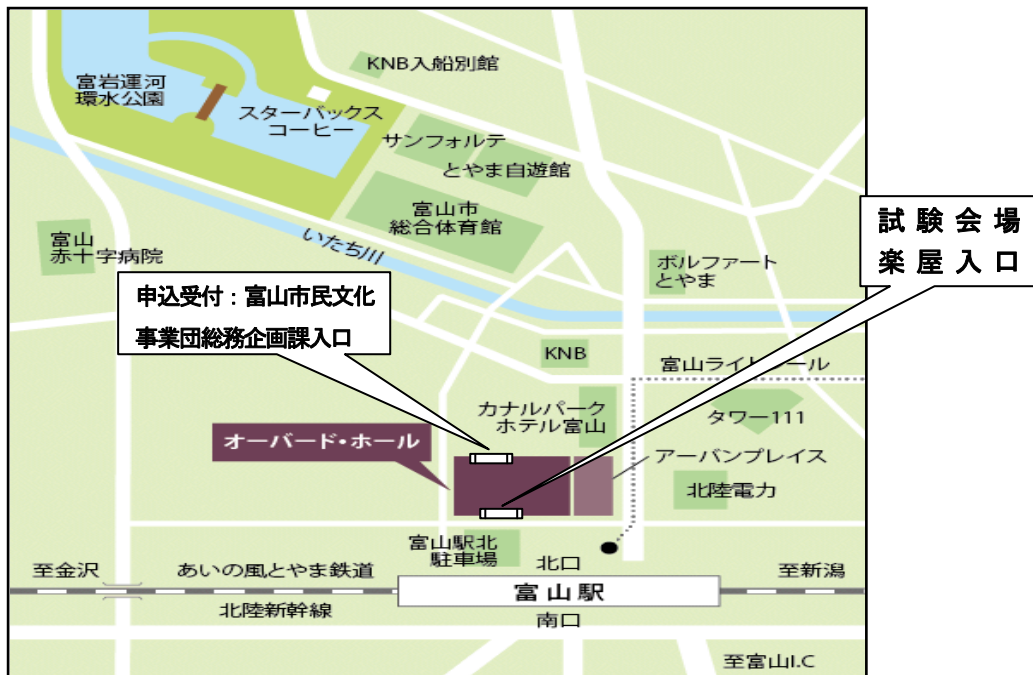 KNB入船別館
富岩運河
環水公園
スターバックス
コーヒー
サンフォルテ
とやま自遊館
富山市
総合体育館
試験会場
楽屋入口
富山
赤十字病院
いたち川
ボルファート
とやま
申込受付：富山市民文化
事業団総務企画課入口
KNB
富山ライトレール
カナルパーク
ホテル富山
タワー111
オーバード・ホール
アーバンプレイス
北陸電力
富山駅北
駐車場
北口
至金沢
あいの風とやま鉄道
至新潟
富山駅
北陸新幹線
南口
至富山I.C